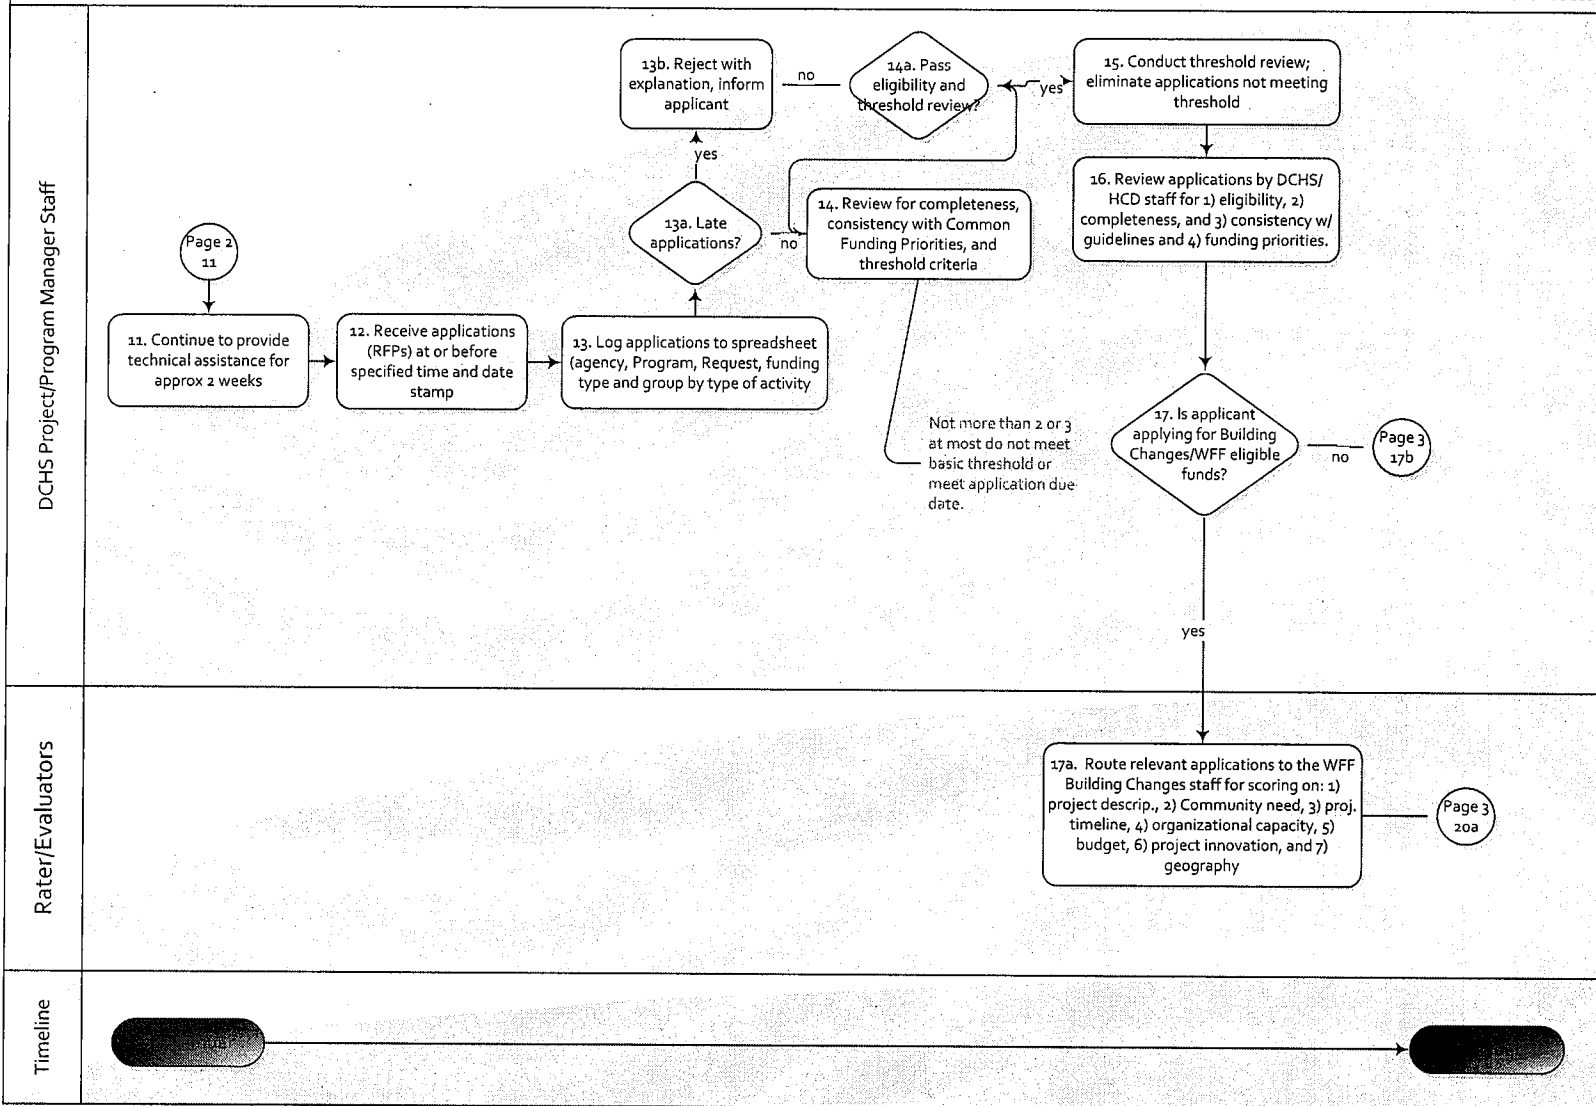 DCHS Project/Program Manager Staff
Page 2
11
11. Continue to provide
technical assistance for
approx 2 weeks
12. Receive applications
(RFPs) at or before
specified time and date
stamp
13. Log applications to spreadsheet
(agency, Program, Request, funding
type and group by type of activity
13a. Late
applications?
yes
no
13b. Reject with
explanation, inform
applicant
no
14a. Pass
eligibility and
threshold review?
yes
14. Review for completeness,
consistency with Common
Funding Priorities, and
threshold criteria
Not more than 2 or 3
at most do not meet
basic threshold or
meet application due
date.
15. Conduct threshold review;
eliminate applications not meeting
threshold
16. Review applications by DCHS/
HCD staff for 1) eligibility, 2)
completeness, and 3) consistency w/
guidelines and 4) funding priorities.
17. Is applicant
applying for Building
Changes/WFF eligible
funds?
no
Page 3
17b
yes
Rater/Evaluators
17a. Route relevant applications to the WFF
Building Changes staff for scoring on: 1)
project descrip., 2) Community need, 3) proj.
timeline, 4) organizational capacity, 5)
budget, 6) project innovation, and 7)
geography
Page 3
20a
Timeline